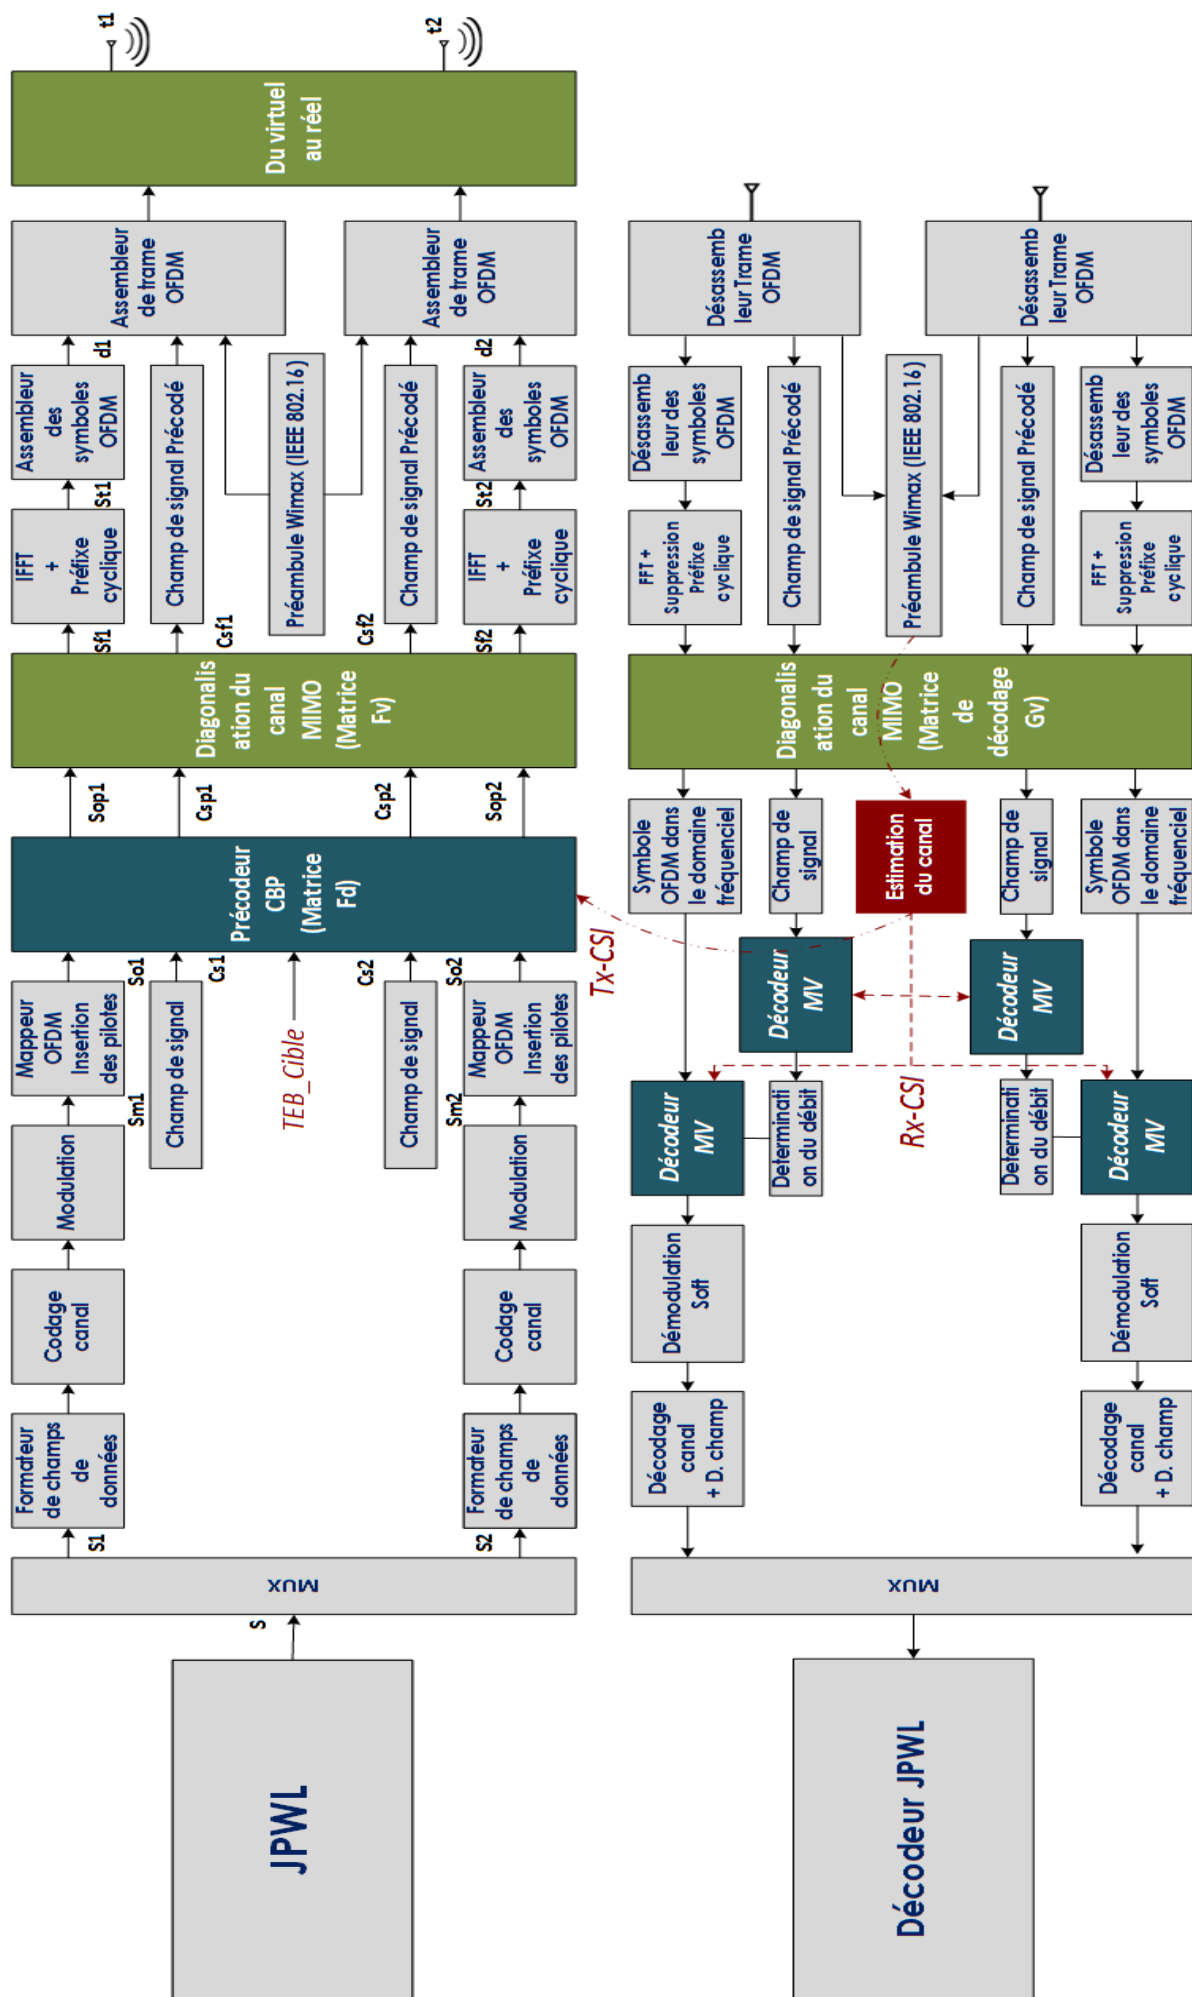 JPWL
S
MUX
S1
S2
Formateur
de champs
de
données
Codage
canal
Modulation
Sm1
Mappeur
OFDM
Insertion
des pilotes
So1
Champ de signal
Cs1
TEB_Cible
Champ de signal
Cs2
Formateur
de champs
de
données
Codage
canal
Modulation
Sm2
Mappeur
OFDM
Insertion
des pilotes
So2
Précodeur
CBP
(Matrice
Fd)
Sop1
Csp1
Csp2
Sop2
Diagonalis
ation du
canal
MIMO
(Matrice
Fv)
Sf1
Csf1
Csf2
Sf2
IFFT
+
Préfixe
cyclique
St1
Assembleur
des
symboles
OFDM
d1
Champ de signal Précodé
Préambule Wimax (IEEE 802.16)
Champ de signal Précodé
IFFT
+
Préfixe
cyclique
St2
Assembleur
des
symboles
OFDM
d2
Assembleur
de trame
OFDM
Assembleur
de trame
OFDM
Du virtuel
au réel
t1
t2
Tx-CSI
Rx-CSI
Décodeur JPWL
MUX
Décodage
canal
+ D. champ
Démodulation
Soft
Décodeur
MV
Symbole
OFDM dans
le domaine
fréquenciel
Determinati
on du débit
Décodeur
MV
Champ de
signal
Estimation
du canal
Determinati
on du débit
Décodeur
MV
Champ de
signal
Décodage
canal
+ D. champ
Démodulation
Soft
Décodeur
MV
Symbole
OFDM dans
le domaine
fréquenciel
Diagonalis
ation du
canal
MIMO
(Matrice
de
décodage
Gv)
FFT +
Suppression
Préfixe
cyclique
Désassemb
leur des
symboles
OFDM
Champ de signal Précodé
Préambule Wimax (IEEE 802.16)
Champ de signal Précodé
FFT +
Suppression
Préfixe
cyclique
Désassemb
leur des
symboles
OFDM
Désassemb
leur Trame
OFDM
Désassemb
leur Trame
OFDM